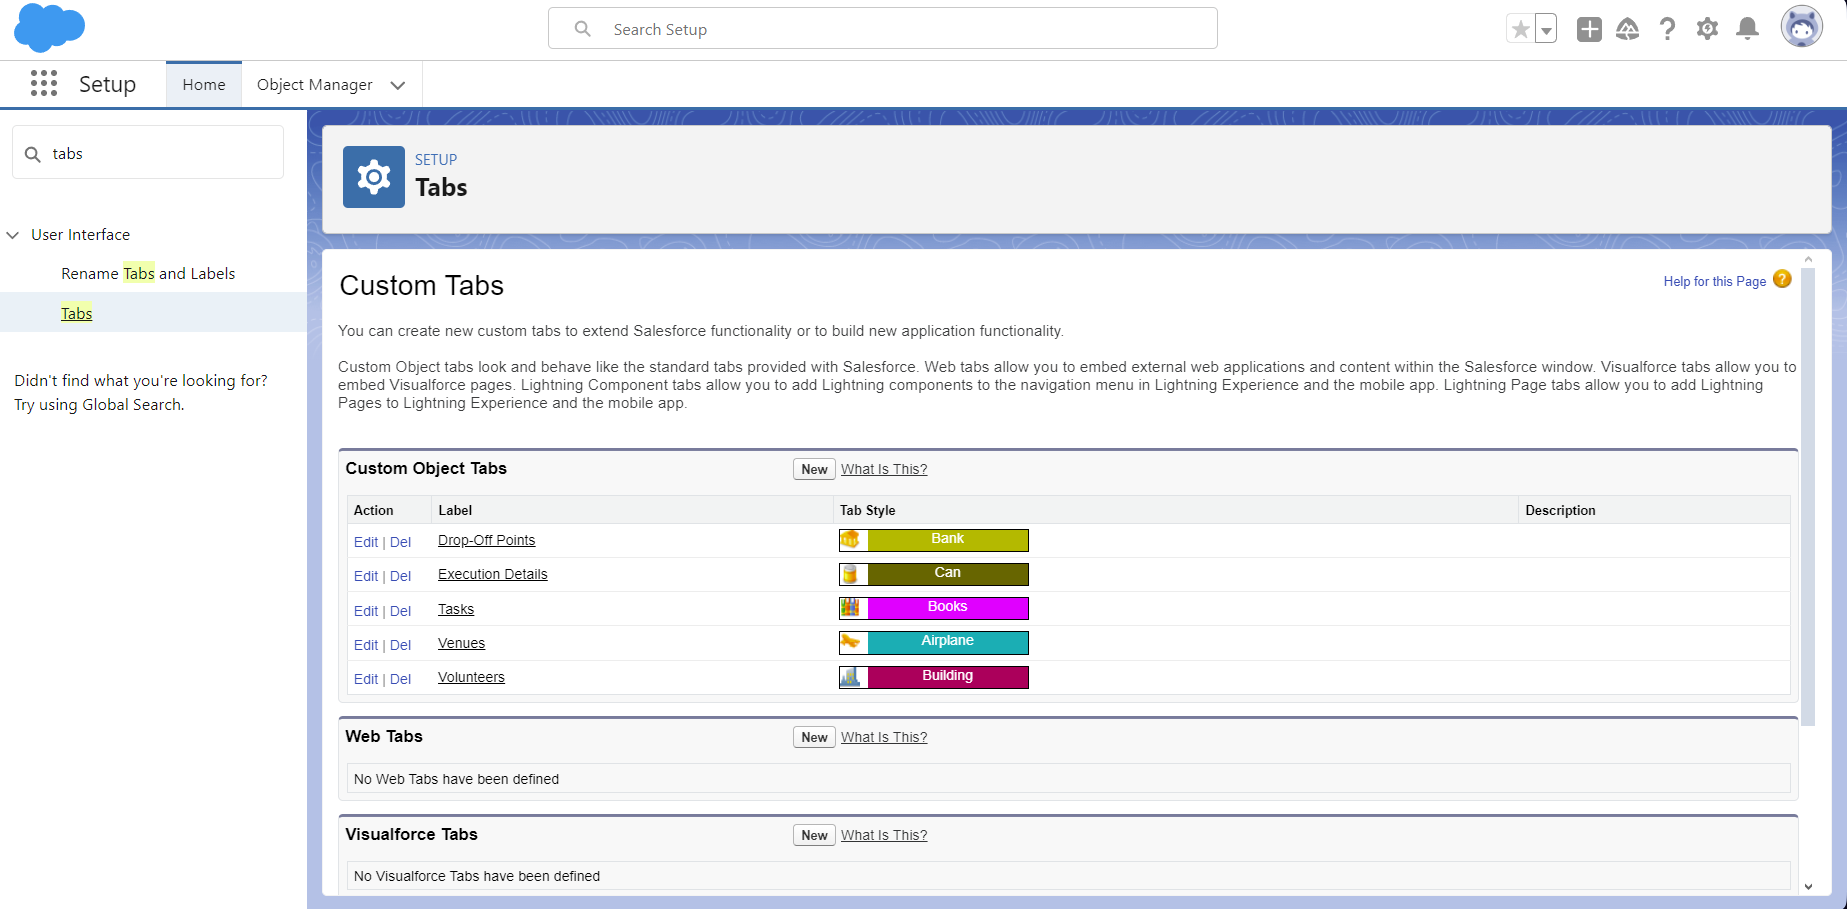 Search Setup
Setup
Home
Object Manager
tabs
User Interface
Rename Tabs and Labels
Tabs
Didn't find what you're looking for?
Try using Global Search.
SETUP
Tabs
Custom Tabs
Help for this Page ?
You can create new custom tabs to extend Salesforce functionality or to build new application functionality.
Custom Object tabs look and behave like the standard tabs provided with Salesforce. Web tabs allow you to embed external web applications and content within the Salesforce window. Visualforce tabs allow you to
embed Visualforce pages. Lightning Component tabs allow you to add Lightning components to the navigation menu in Lightning Experience and the mobile app. Lightning Page tabs allow you to add Lightning
Pages to Lightning Experience and the mobile app.
Custom Object Tabs New What Is This?
Action Label Tab Style Description
Edit | Del Drop-Off Points Bank
Edit | Del Execution Details Can
Edit | Del Tasks Books
Edit | Del Venues Airplane
Edit | Del Volunteers Building
Web Tabs New What Is This?
No Web Tabs have been defined
Visualforce Tabs New What Is This?
No Visualforce Tabs have been defined